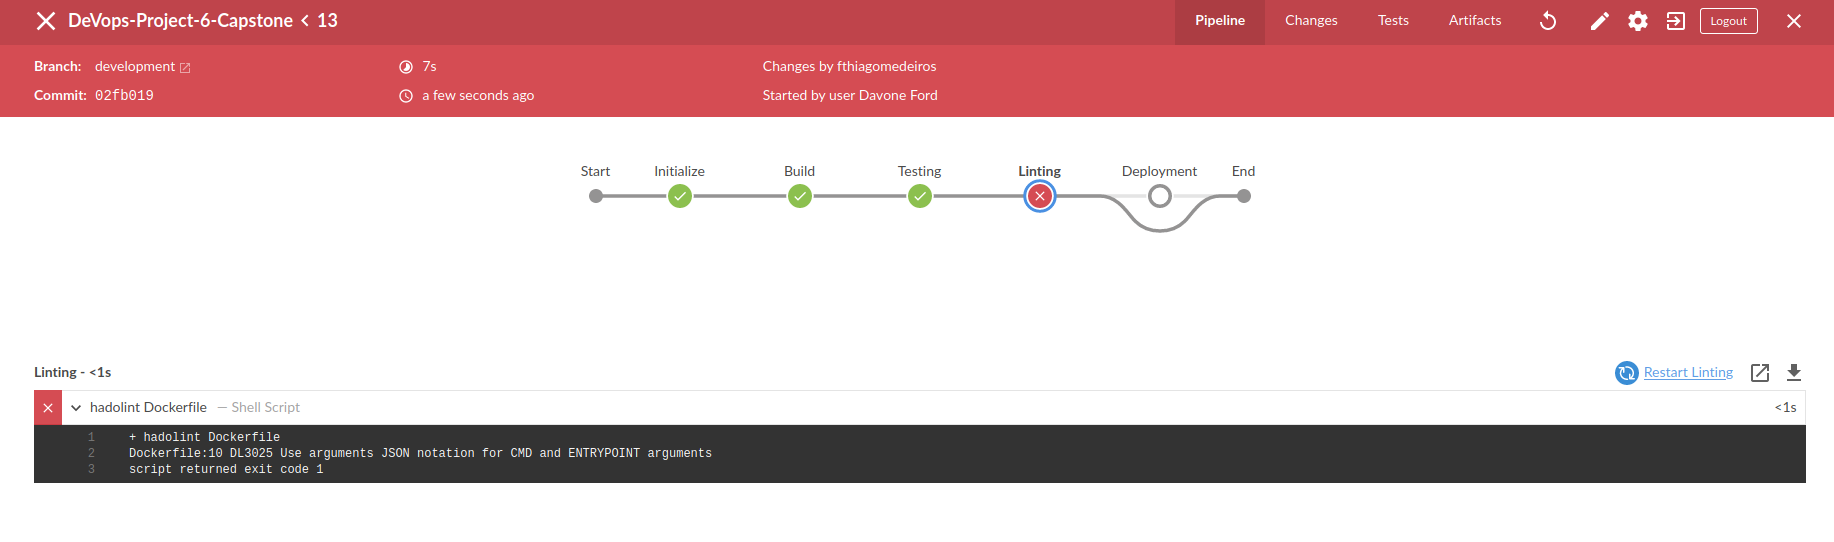 DeVops-Project-6-Capstone < 13
Pipeline
Changes
Tests
Artifacts
Logout
Branch: development
7s
Changes by fthiagomedeiros
Commit: 02fb019
a few seconds ago
Started by user Davone Ford
Start
Initialize
Build
Testing
Linting
Deployment
End
Linting - <1s
Restart Linting
hadolint Dockerfile — Shell Script
<1s
1 + hadolint Dockerfile
2 Dockerfile:10 DL3025 Use arguments JSON notation for CMD and ENTRYPOINT arguments
3 script returned exit code 1